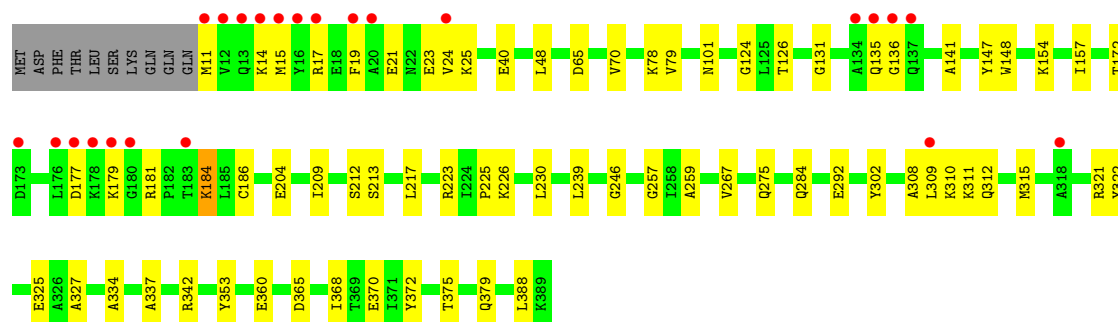 MET ASP PHE THR LEU SER LYS GLN GLN GLN M11 V12 Q13 K14 M15 Y16 R17 E18 F19 A20 E21 N22 E23 V24 K25 E40 L48 D65 V70 K78 V79 N101 G124 L125 T126 G131 A134 Q135 G136 Q137 A141 Y147 W148 K154 I157 T172
D173 L176 D177 K178 K179 G180 R181 P182 T183 K184 L185 C186 E204 I209 S212 S213 L217 R223 I224 P225 K226 L230 L239 G246 G257 I258 A259 V267 Q275 Q284 E292 Y302 A308 L309 K310 K311 Q312 M315 A318 R321 Y322
E325 A326 A327 A334 A337 R342 Y353 E360 D365 I368 T369 E370 I371 Y372 T375 Q379 L388 K389